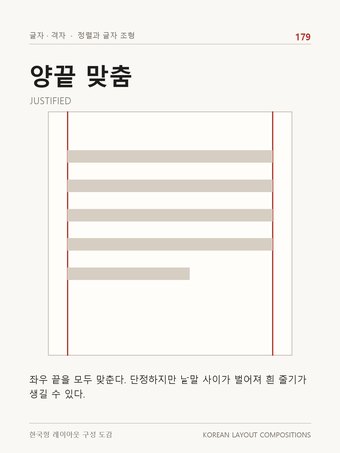 글자 · 격자 · 정렬과 글자 조형
179
양끝 맞춤
JUSTIFIED
좌우 끝을 모두 맞춘다. 단정하지만 낱말 사이가 벌어져 흰 줄기가
생길 수 있다.
한국형 레이아웃 구성 도감
KOREAN LAYOUT COMPOSITIONS